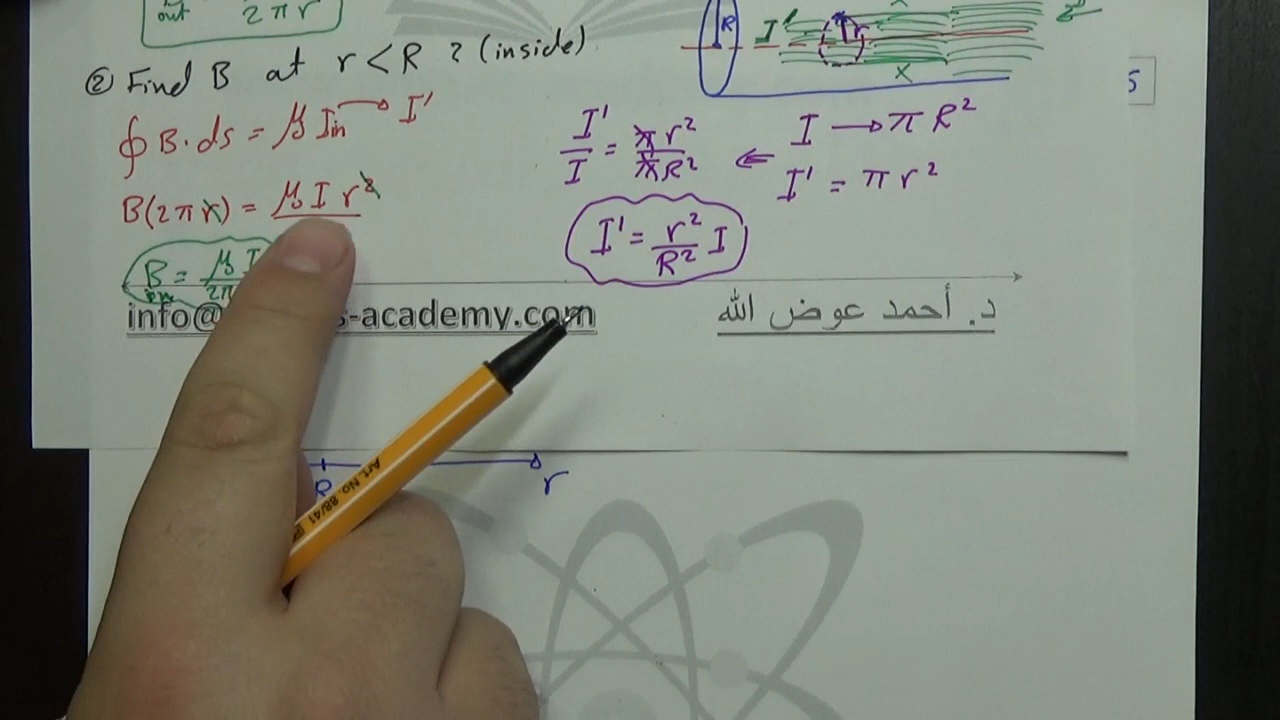 out 2πr
R I' r
② Find B at r < R ? (inside)
∮ B. ds = μ₀ Iin → I'
I'/I = πr²/πR² ⇐ I → πR²
I' = πr²
B(2πr) = μ₀ I r²
I' = r²/R² I
B =
info@
s-academy.com
د. أحمد عوض الله
R r
Art. No. 88/41